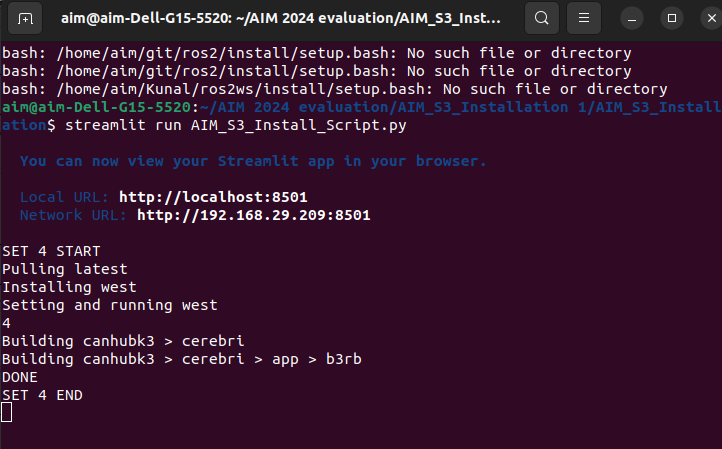 aim@aim-Dell-G15-5520: ~/AIM 2024 evaluation/AIM_S3_Inst...
bash: /home/aim/git/ros2/install/setup.bash: No such file or directory
bash: /home/aim/git/ros2/install/setup.bash: No such file or directory
bash: /home/aim/Kunal/ros2ws/install/setup.bash: No such file or directory
aim@aim-Dell-G15-5520:~/AIM 2024 evaluation/AIM_S3_Installation 1/AIM_S3_Install
ation$ streamlit run AIM_S3_Install_Script.py
You can now view your Streamlit app in your browser.
Local URL: http://localhost:8501
Network URL: http://192.168.29.209:8501
SET 4 START
Pulling latest
Installing west
Setting and running west
4
Building canhubk3 > cerebri
Building canhubk3 > cerebri > app > b3rb
DONE
SET 4 END